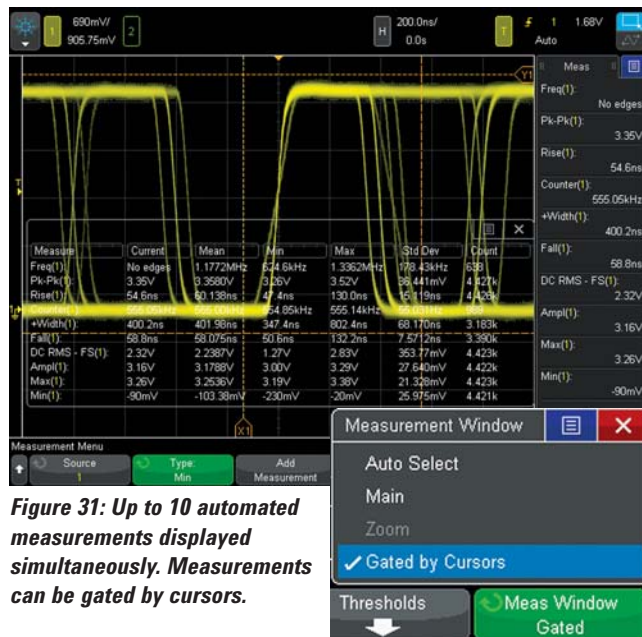 690mV/
905.75mV
1
2
H
200.0ns/
0.0s
T
1 1.68V
Auto
Meas
Freq(1):
No edges
Pk-Pk(1):
3.35V
Rise(1):
54.6ns
Counter(1):
555.05kHz
+Width(1):
400.2ns
Fall(1):
58.8ns
DC RMS - FS(1):
2.32V
Ampl(1):
3.16V
Max(1):
3.26V
Min(1):
-90mV
Y1
T
Measure Current Mean Min Max Std Dev Count
Freq(1): No edges 1.1772MHz 624.6kHz 1.3362MHz 178.43kHz 638
Pk-Pk(1): 3.35V 3.3580V 3.26V 3.52V 36.441mV 4.427k
Rise(1): 54.6ns 60.138ns 47.4ns 130.0ns 15.119ns 4.426k
Counter(1): 555.05kHz 555.00kHz 554.85kHz 555.14kHz
+Width(1): 400.2ns 401.98ns 347.4ns 802.4ns 68.170ns 3.183k
Fall(1): 58.8ns 58.075ns 50.6ns 132.2ns 7.5712ns 3.390k
DC RMS - FS(1): 2.32V 2.2387V 1.27V 2.83V 353.77mV 4.423k
Ampl(1): 3.16V 3.1788V 3.00V 3.29V 27.640mV 4.422k
Max(1): 3.26V 3.2536V 3.19V 3.38V 21.328mV 4.423k
Min(1): -90mV -103.38mV -230mV -20mV 25.975mV 4.421k
X1
Measurement Menu
Source
1
Type:
Min
Add
Measurement
Measurement Window
Auto Select
Main
Zoom
Gated by Cursors
Thresholds
Meas Window
Gated
Figure 31: Up to 10 automated
measurements displayed
simultaneously. Measurements
can be gated by cursors.